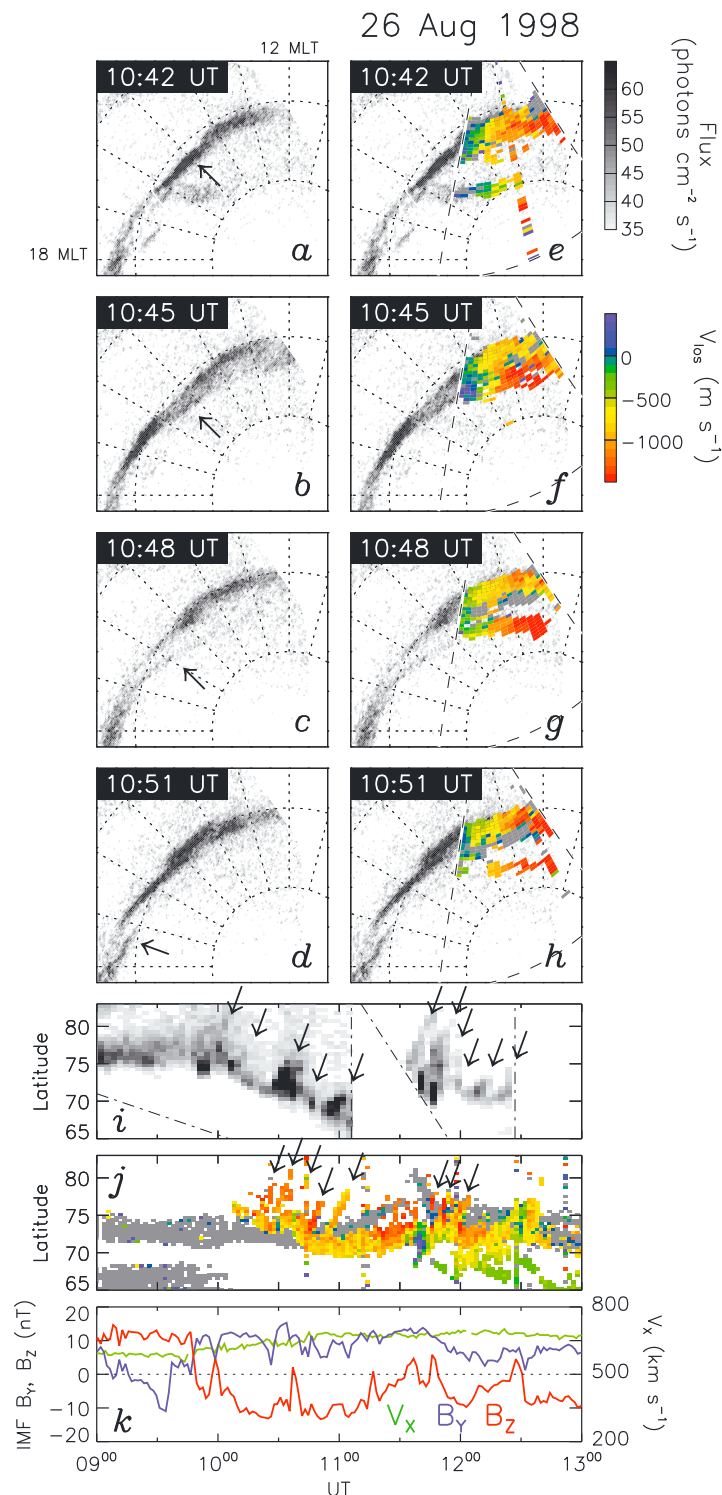 26 Aug 1998
12 MLT
10:42 UT
a
18 MLT
10:42 UT
e
65
60
55
50
45
40
35
Flux
(photons cm⁻² s⁻¹)
10:45 UT
b
10:45 UT
f
0
−500
−1000
V_los (m s⁻¹)
10:48 UT
c
10:48 UT
g
10:51 UT
d
10:51 UT
h
Latitude
80
75
70
65
i
Latitude
80
75
70
65
j
IMF B_Y, B_Z (nT)
20
10
0
−10
−20
k
V_X
B_Y
B_Z
800
600
400
200
V_X (km s⁻¹)
09⁰⁰
10⁰⁰
11⁰⁰
12⁰⁰
13⁰⁰
UT